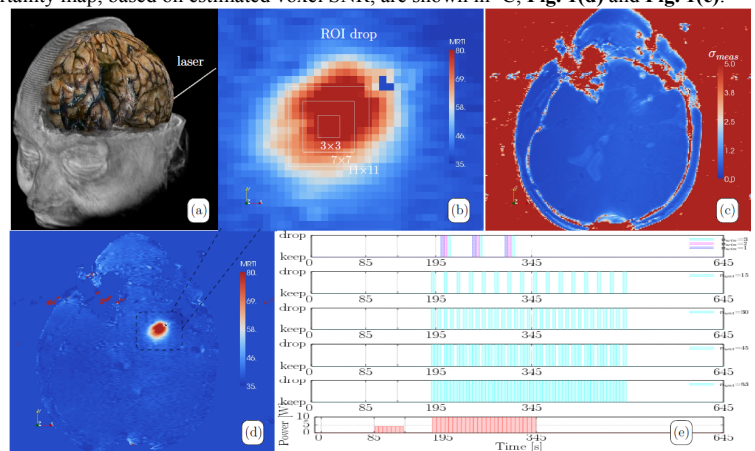 rtainty map, based on estimated voxel SNR, are shown in °C, Fig. 1(d) and Fig. 1(c).
laser
(a)
ROI drop
3×3
7×7
11×11
MRTI
80.
69.
58.
46.
35.
(b)
σmeas
5.0
3.8
2.5
1.2
0.0
(c)
MRTI
80.
69.
58.
46.
35.
(d)
drop
keep
0 85 195 345 645
drop
keep
0 85 195 345 645
drop
keep
0 85 195 345 645
drop
keep
0 85 195 345 645
drop
keep
0 85 195 345 645
Power [W]
10
5
0
0 85 195 345 645
Time [s]
(e)